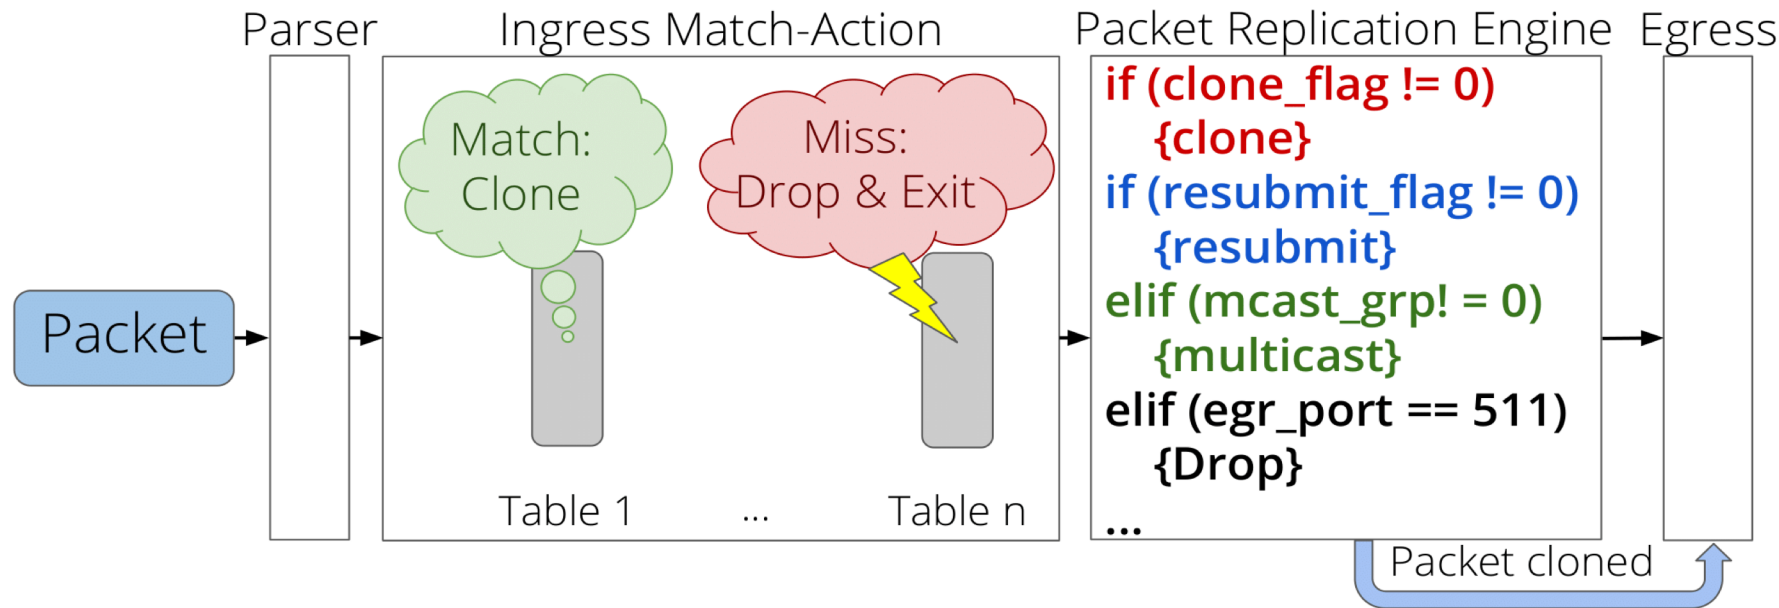 Parser
Ingress Match-Action
Packet Replication Engine
Egress
Packet
Match:
Clone
Miss:
Drop & Exit
Table 1
...
Table n
if (clone_flag != 0)
{clone}
if (resubmit_flag != 0)
{resubmit}
elif (mcast_grp! = 0)
{multicast}
elif (egr_port == 511)
{Drop}
...
Packet cloned